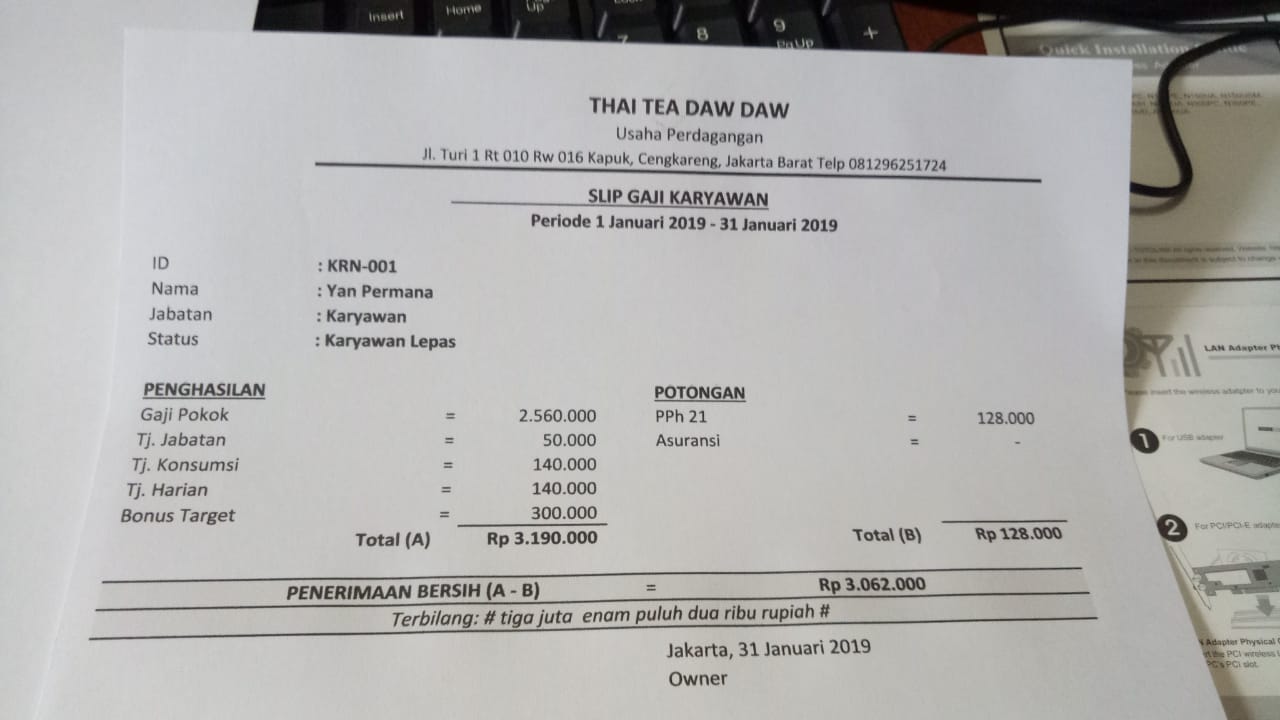 Insert Home Up
7 8 9 +
PgUp
Quick Installation
THAI TEA DAW DAW
Usaha Perdagangan
Jl. Turi 1 Rt 010 Rw 016 Kapuk, Cengkareng, Jakarta Barat Telp 081296251724
SLIP GAJI KARYAWAN
Periode 1 Januari 2019 - 31 Januari 2019
ID : KRN-001
Nama : Yan Permana
Jabatan : Karyawan
Status : Karyawan Lepas
PENGHASILAN POTONGAN
Gaji Pokok = 2.560.000 PPh 21 = 128.000
Tj. Jabatan = 50.000 Asuransi = -
Tj. Konsumsi = 140.000
Tj. Harian = 140.000
Bonus Target = 300.000
Total (A) Rp 3.190.000 Total (B) Rp 128.000
PENERIMAAN BERSIH (A - B) = Rp 3.062.000
Terbilang: # tiga juta enam puluh dua ribu rupiah #
Jakarta, 31 Januari 2019
Owner
LAN Adapter
insert the wireless adapter to
1 For USB adapter
2 For PCI/PCI-E
Adapter Physical
the PCI wireless
PC's PCI slot.